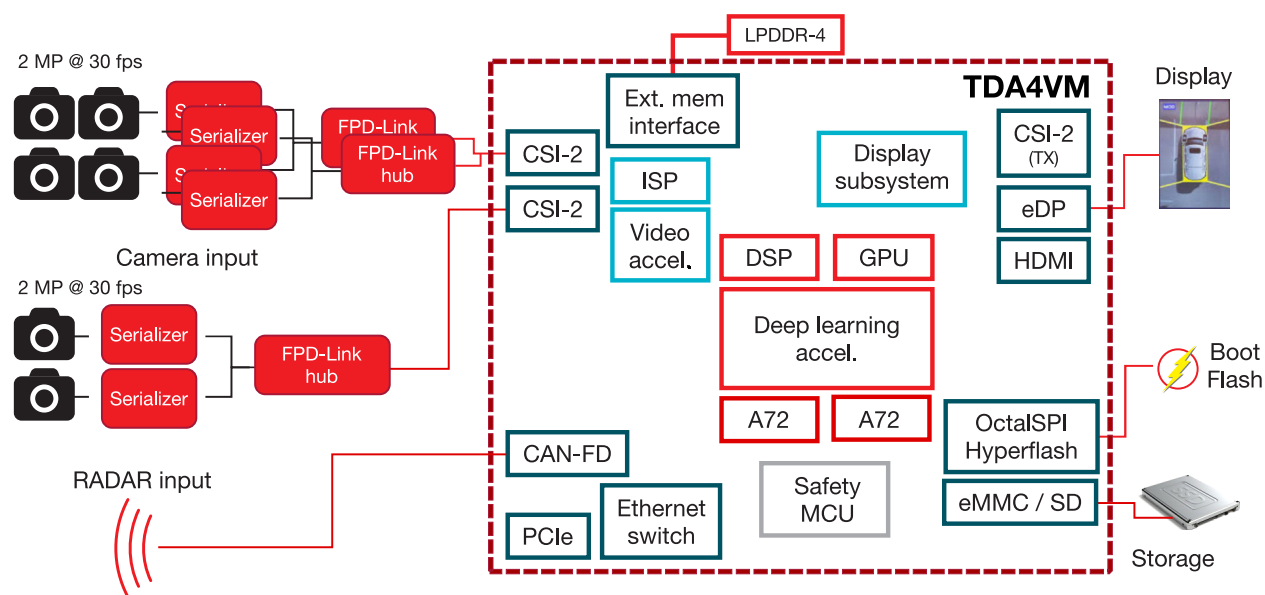 LPDDR-4
2 MP @ 30 fps
TDA4VM
Display
Serializer
Serializer
FPD-Link
FPD-Link
hub
Serializer
CSI-2
CSI-2
Ext. mem
interface
ISP
Video
accel.
Display
subsystem
CSI-2
(TX)
eDP
HDMI
Camera input
2 MP @ 30 fps
Serializer
Serializer
FPD-Link
hub
DSP
GPU
Deep learning
accel.
A72
A72
Boot
Flash
OctalSPI
Hyperflash
eMMC / SD
Storage
RADAR input
CAN-FD
PCIe
Ethernet
switch
Safety
MCU